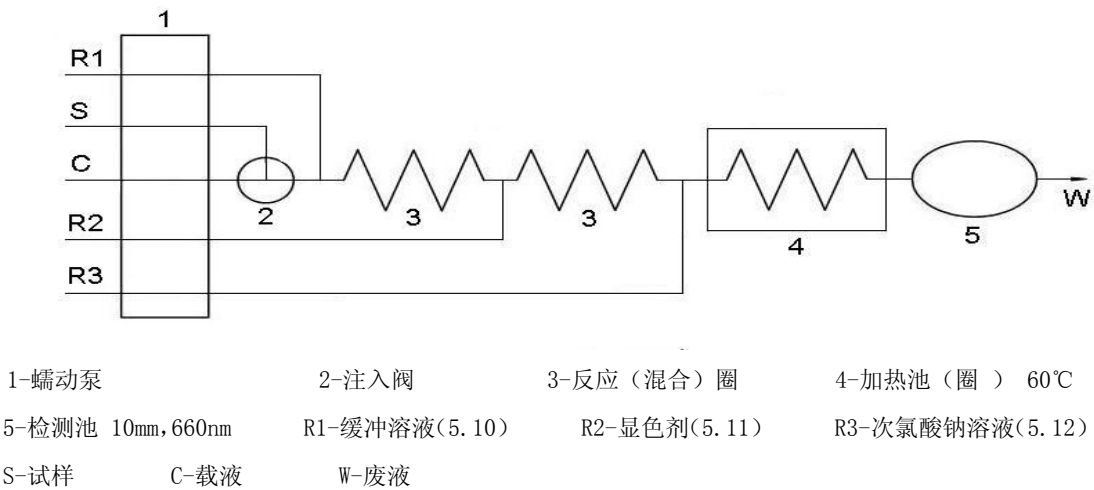 1
R1
S
C
2
3
3
R2
4
5
W
R3
1-蠕动泵 2-注入阀 3-反应（混合）圈 4-加热池（圈 ） 60℃
5-检测池 10mm,660nm R1-缓冲溶液(5.10) R2-显色剂(5.11) R3-次氯酸钠溶液(5.12)
S-试样 C-载液 W-废液